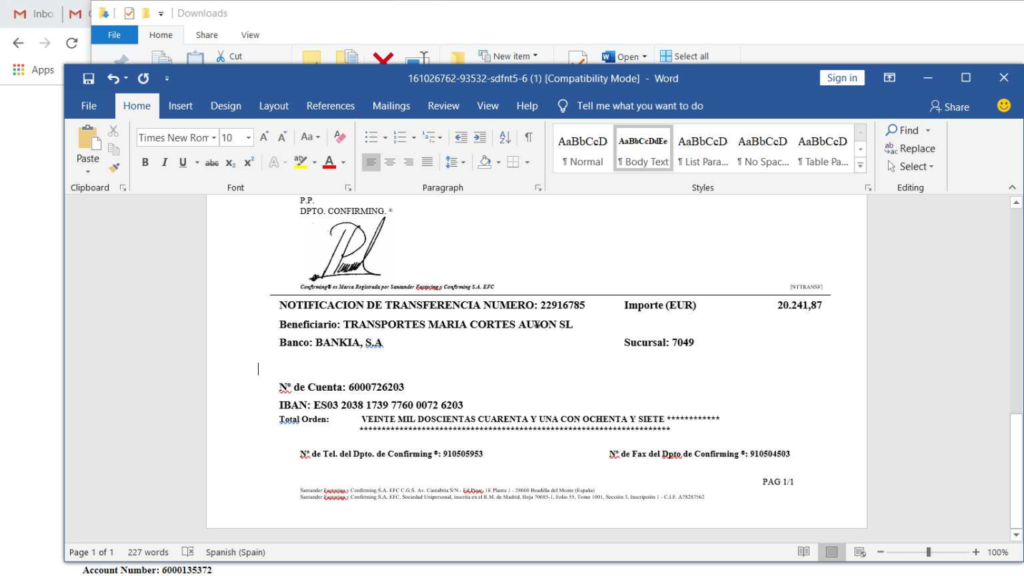 Inbo
Downloads
File Home Share View
Cut
New item
Open
Select all
Apps
161026762-93532-sdfnt5-6 (1) [Compatibility Mode] - Word
Sign in
File Home Insert Design Layout References Mailings Review View Help Tell me what you want to do Share
Paste
Times New Rom 10
Aa
B I U abc X₂ X²
AaBbCcD AaBbCcDdEe AaBbCcD AaBbCcD AaBbCcD
¶ Normal ¶ Body Text ¶ List Para... ¶ No Spac... ¶ Table Pa...
Find
Replace
Select
Clipboard Font Paragraph Styles Editing
P.P.
DPTO. CONFIRMING. ®
Confirming® es Marca Registrada por Santander Factoring y Confirming S.A. EFC
[NTTRANSF]
NOTIFICACION DE TRANSFERENCIA NUMERO: 22916785 Importe (EUR) 20.241,87
Beneficiario: TRANSPORTES MARIA CORTES AUÑON SL
Banco: BANKIA, S.A Sucursal: 7049
Nº de Cuenta: 6000726203
IBAN: ES03 2038 1739 7760 0072 6203
Total Orden: VEINTE MIL DOSCIENTAS CUARENTA Y UNA CON OCHENTA Y SIETE ************
Nº de Tel. del Dpto. de Confirming ®: 910505953 Nº de Fax del Dpto de Confirming ®: 910504503
PAG 1/1
Santander Factoring y Confirming S.A. EFC C.G.S. Av. Cantabria S/N - Planta 1 - 28660 Boadilla del Monte (España)
Santander Factoring y Confirming S.A. EFC, Sociedad Unipersonal, inscrita en el R.M. de Madrid, Hoja 70003-1, Folio 55, Tomo 1001, Sección 3, Inscripción 1 - C.I.F. A78287562
Page 1 of 1 227 words Spanish (Spain) 100%
Account Number: 6000135372